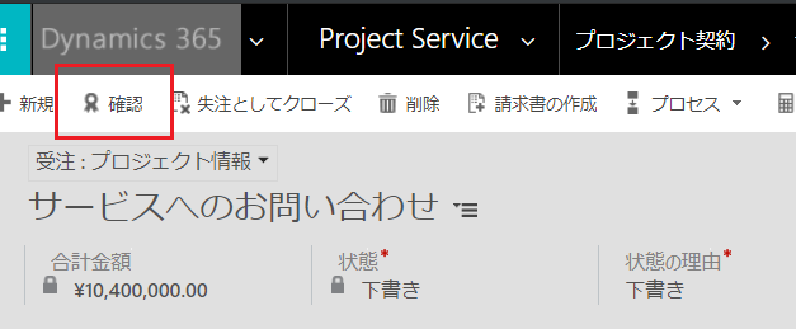 Dynamics 365 Project Service プロジェクト契約
新規 確認 失注としてクローズ 削除 請求書の作成 プロセス
受注 : プロジェクト情報
サービスへのお問い合わせ
合計金額 状態* 状態の理由*
¥10,400,000.00 下書き 下書き